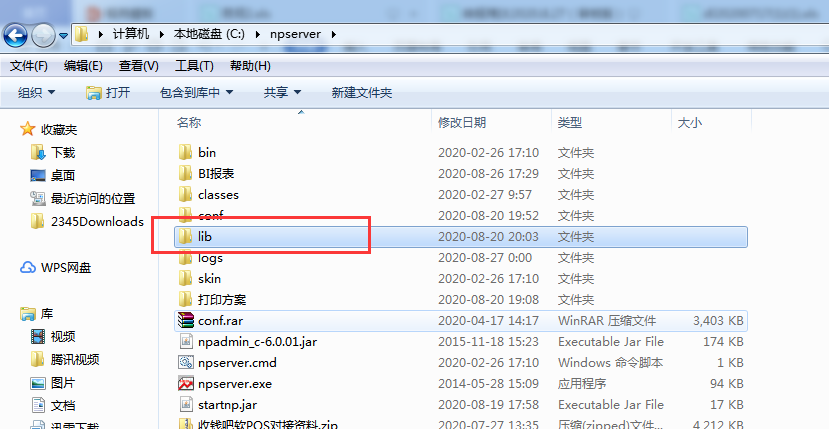 计算机 本地磁盘 (C:) npserver
文件(F) 编辑(E) 查看(V) 工具(T) 帮助(H)
组织 打开 包含到库中 共享 新建文件夹
收藏夹
下载
桌面
最近访问的位置
2345Downloads
WPS网盘
库
视频
腾讯视频
图片
文档
迅雷下载
名称 修改日期 类型 大小
bin 2020-02-26 17:10 文件夹
BI报表 2020-08-26 17:29 文件夹
classes 2020-02-27 9:57 文件夹
conf 2020-08-20 19:52 文件夹
lib 2020-08-20 20:03 文件夹
logs 2020-08-27 0:00 文件夹
skin 2020-02-26 17:10 文件夹
打印方案 2020-08-20 19:08 文件夹
conf.rar 2020-04-17 14:17 WinRAR 压缩文件 3,403 KB
npadmin_c-6.0.01.jar 2015-11-18 15:23 Executable Jar File 174 KB
npserver.cmd 2020-02-26 17:10 Windows 命令脚本 1 KB
npserver.exe 2014-05-28 15:09 应用程序 94 KB
startnp.jar 2020-08-19 17:58 Executable Jar File 17 KB
收钱吧软POS对接资料.zip 2020-07-27 13:35 压缩(zipped)文件... 4,212 KB